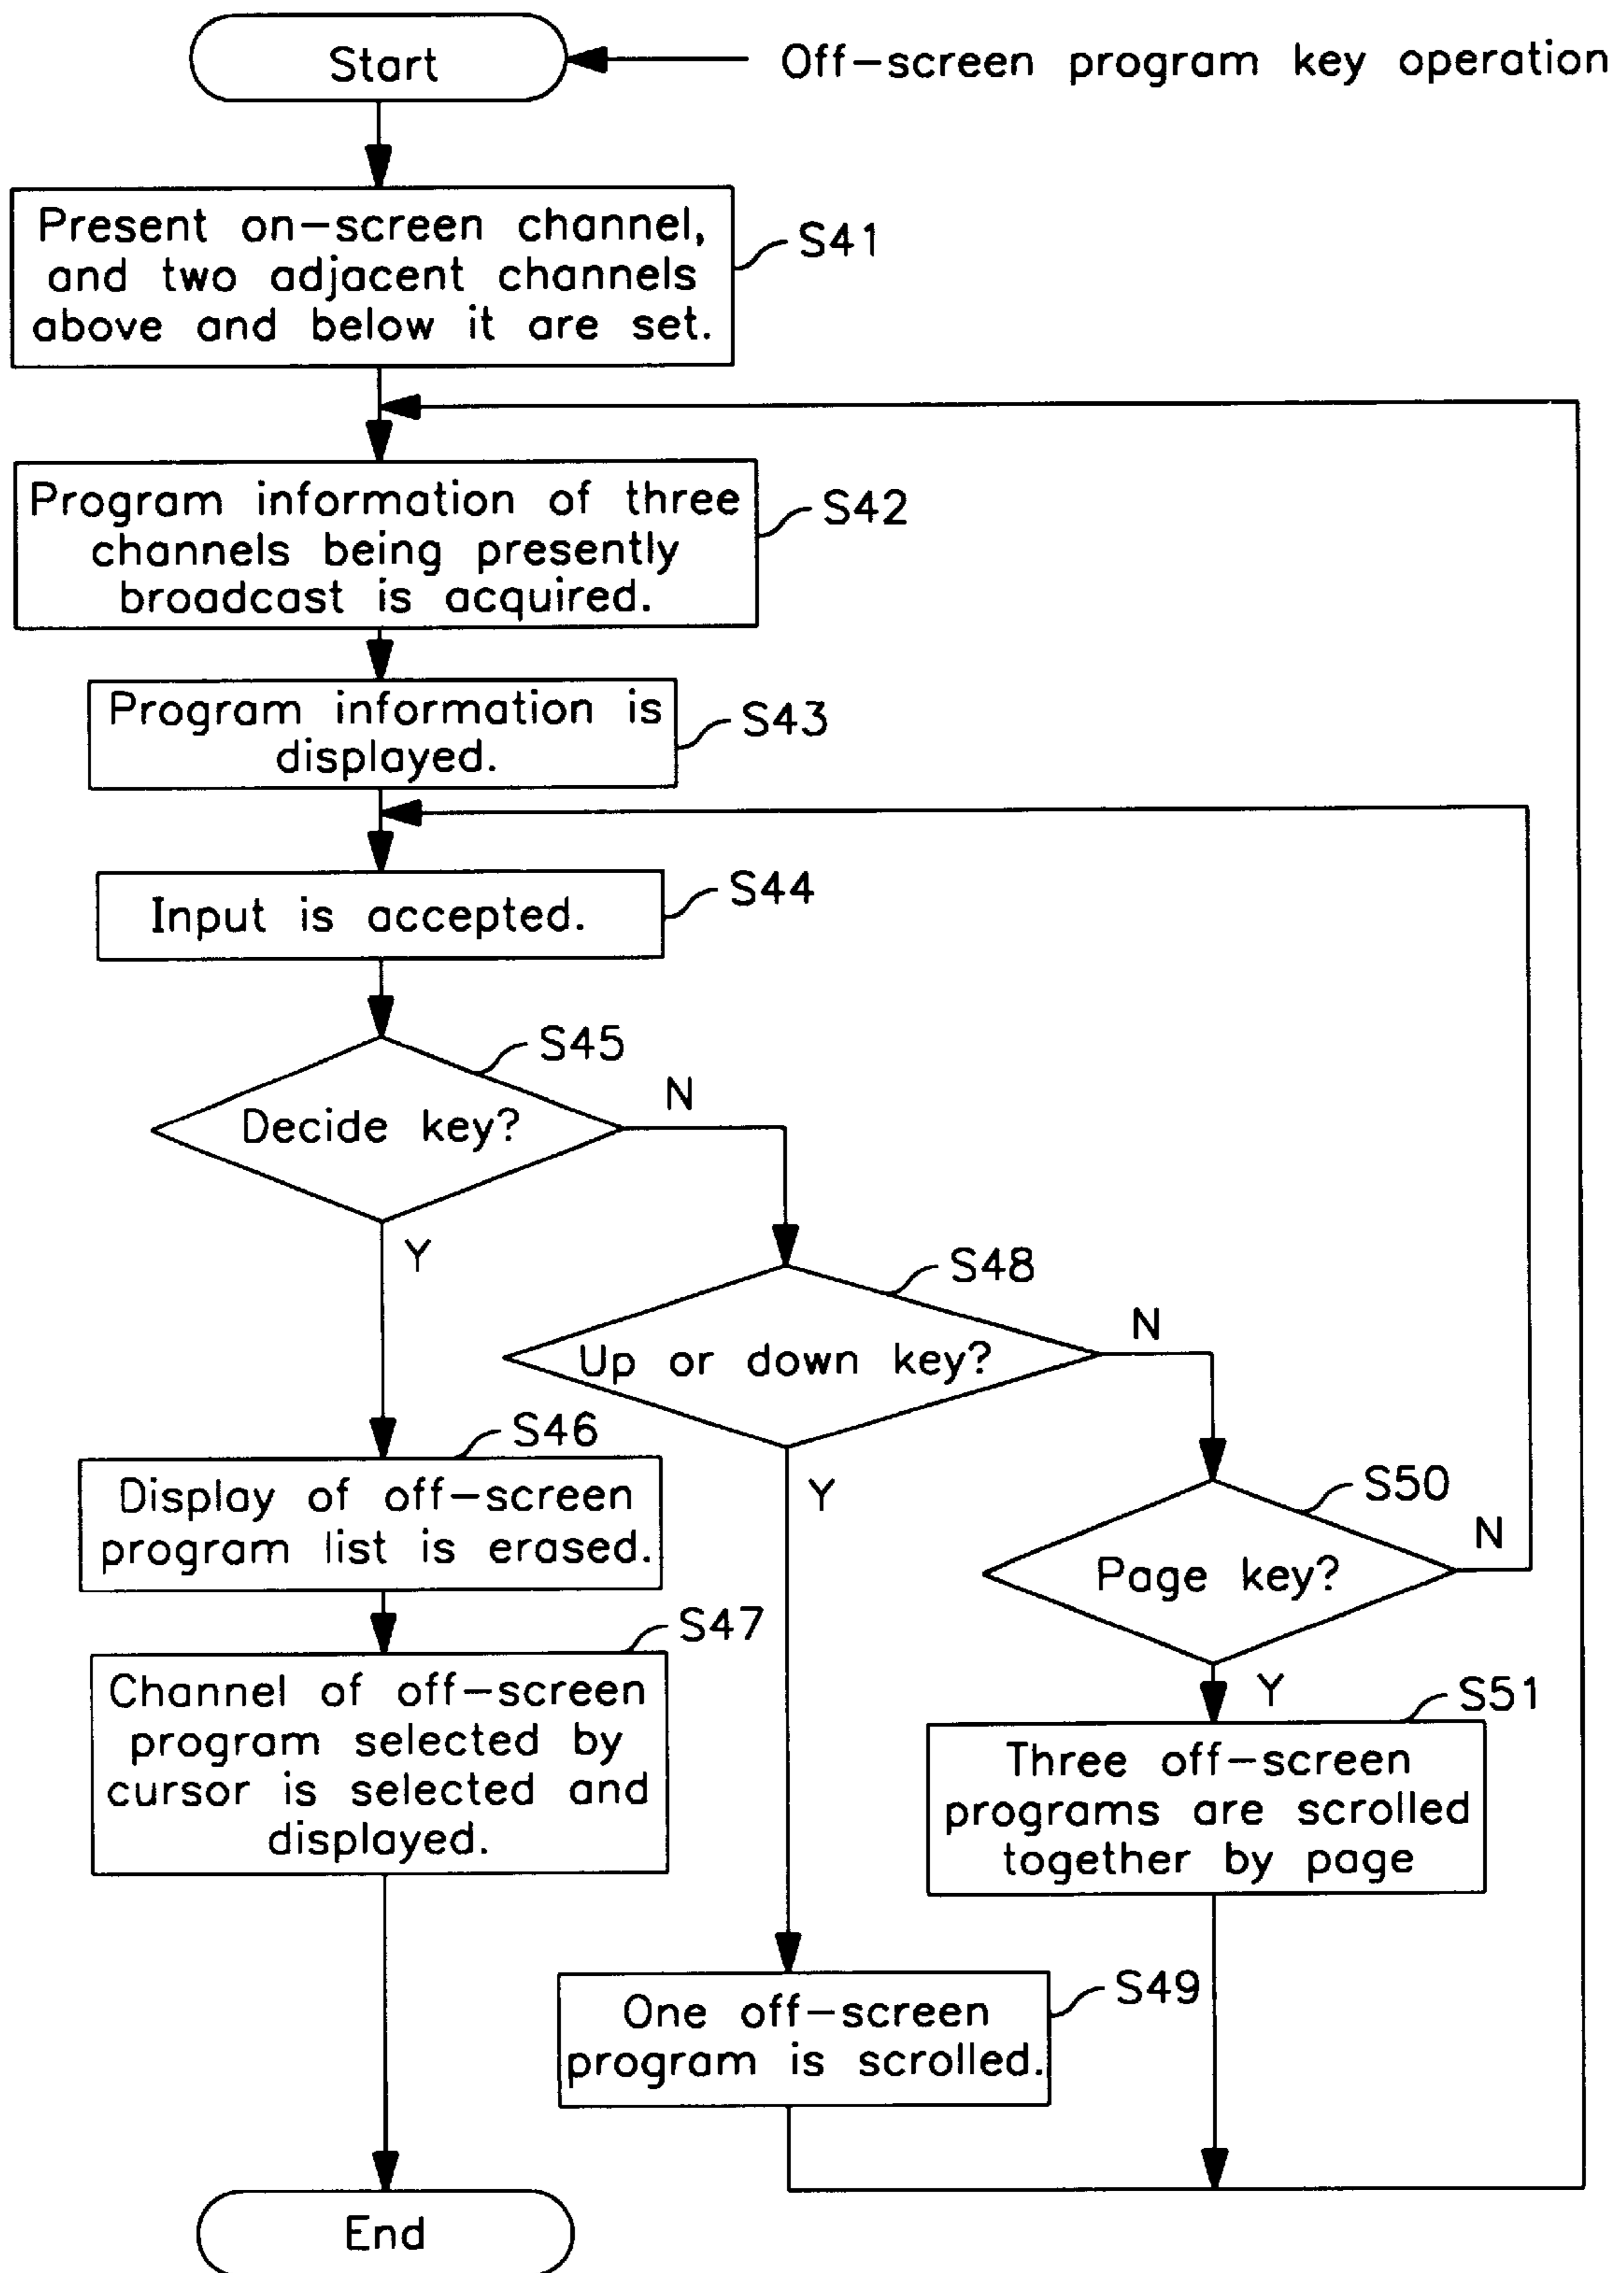 Start
Off-screen program key operation
Present on-screen channel,
and two adjacent channels
above and below it are set.
S41
Program information of three
channels being presently
broadcast is acquired.
S42
Program information is
displayed.
S43
Input is accepted.
S44
S45
Decide key?
N
Y
S48
Up or down key?
N
Y
S46
Display of off-screen
program list is erased.
S50
Page key?
N
Y
S47
Channel of off-screen
program selected by
cursor is selected and
displayed.
S51
Three off-screen
programs are scrolled
together by page
S49
One off-screen
program is scrolled.
End